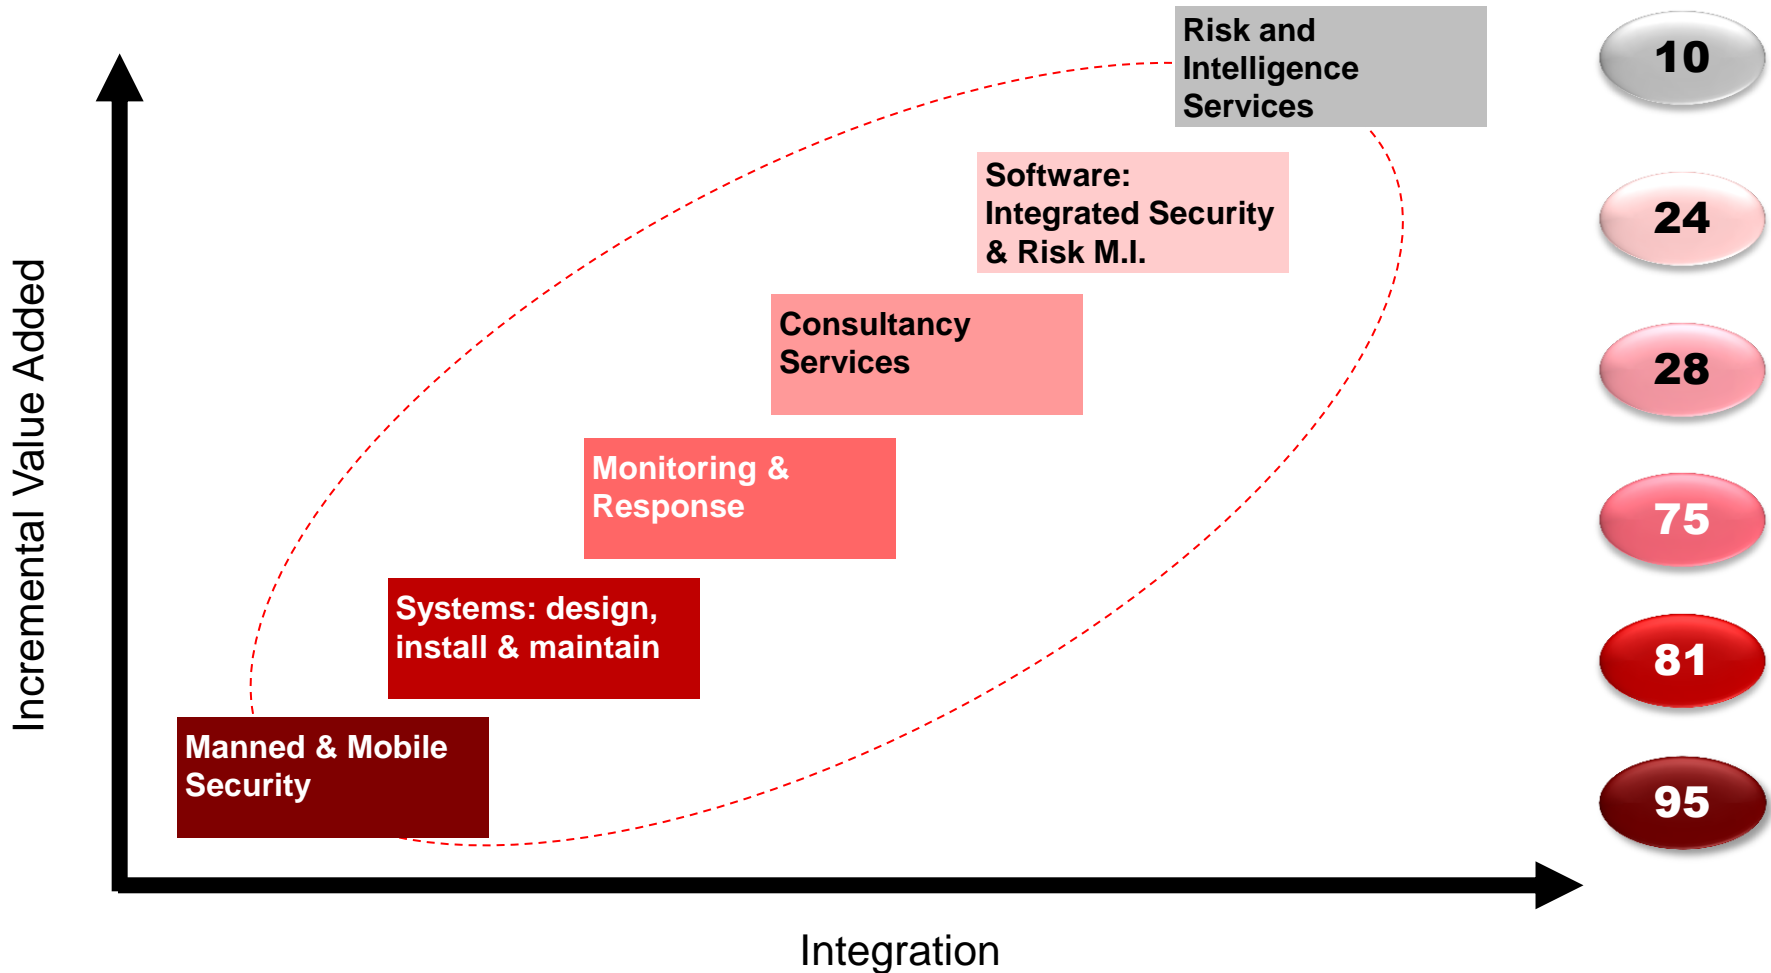 Risk and
Intelligence
Services
10
Software:
Integrated Security
& Risk M.I.
24
Consultancy
Services
28
Monitoring &
Response
75
Systems: design,
install & maintain
81
Manned & Mobile
Security
95
Incremental Value Added
Integration